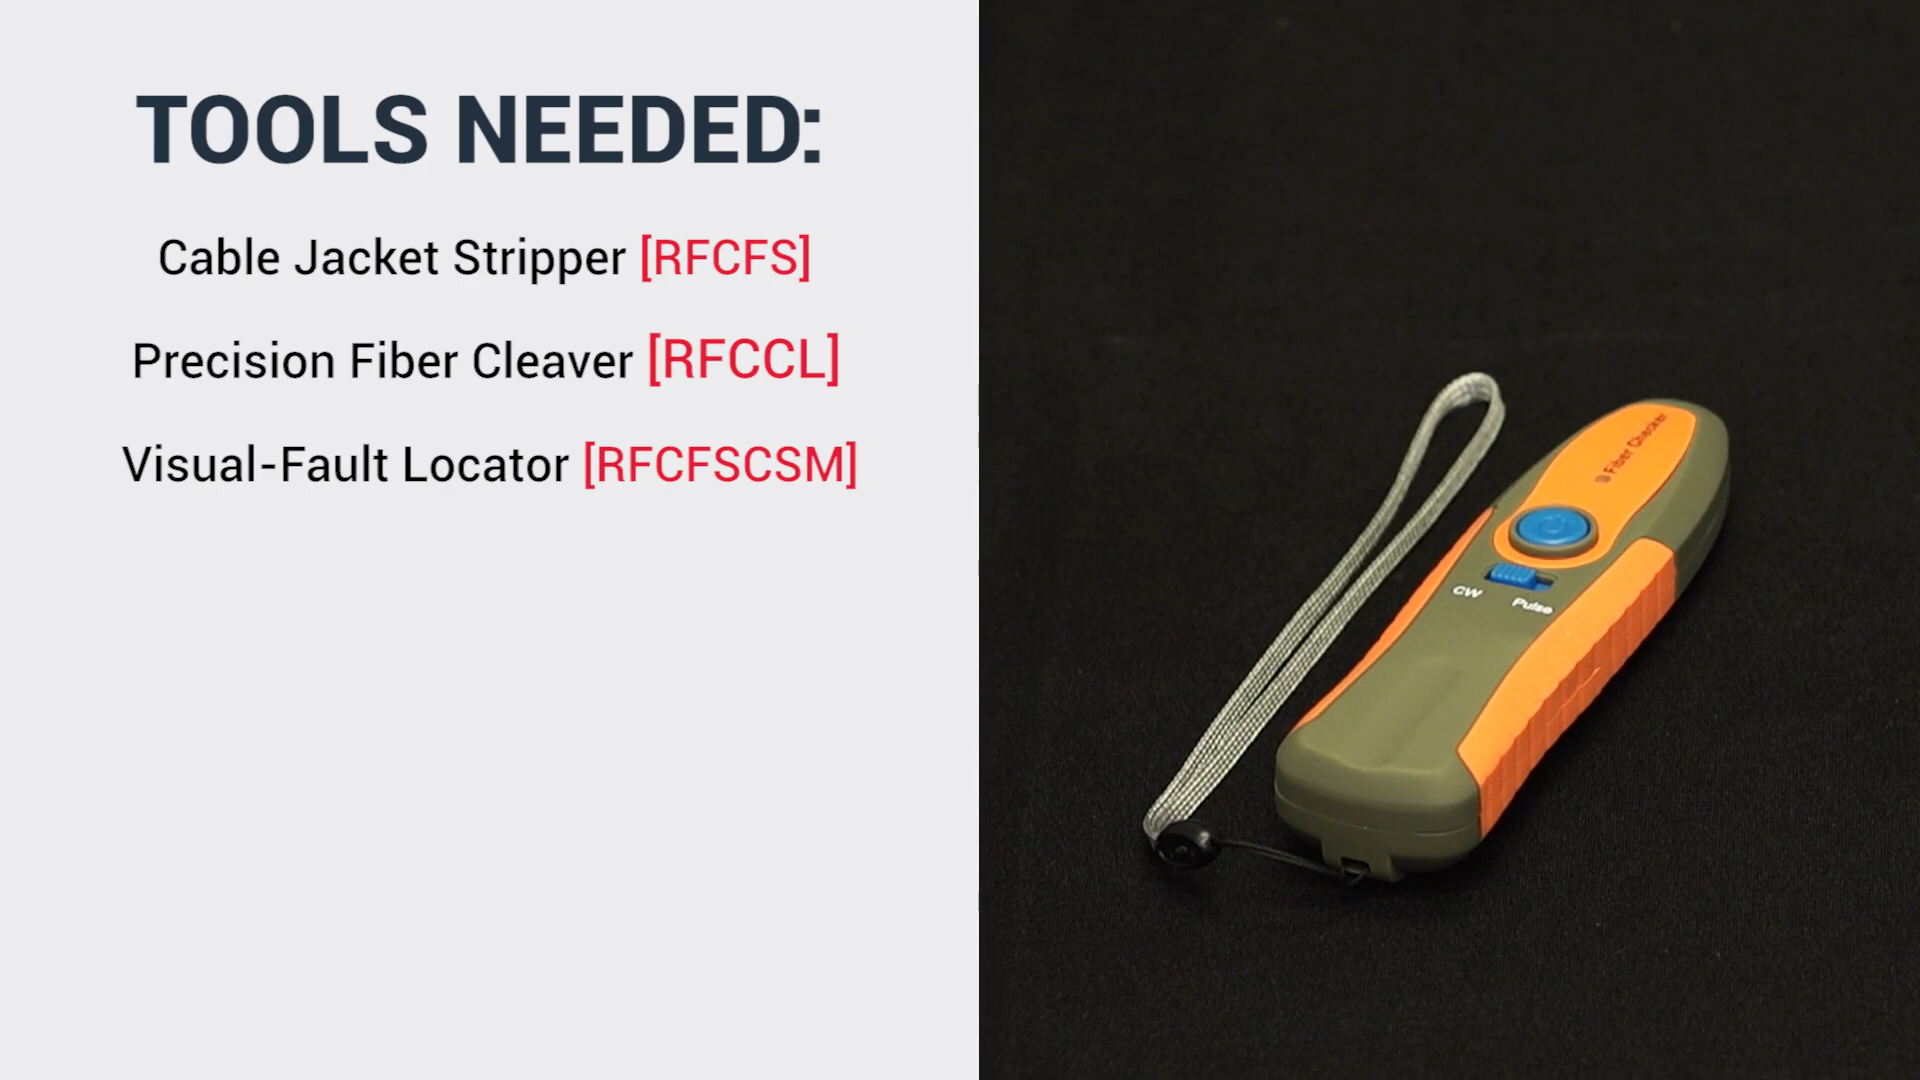 TOOLS NEEDED:
Cable Jacket Stripper [RFCFS]
Precision Fiber Cleaver [RFCCL]
Visual-Fault Locator [RFCFSCSM]
Fiber Checker
CW Pulse